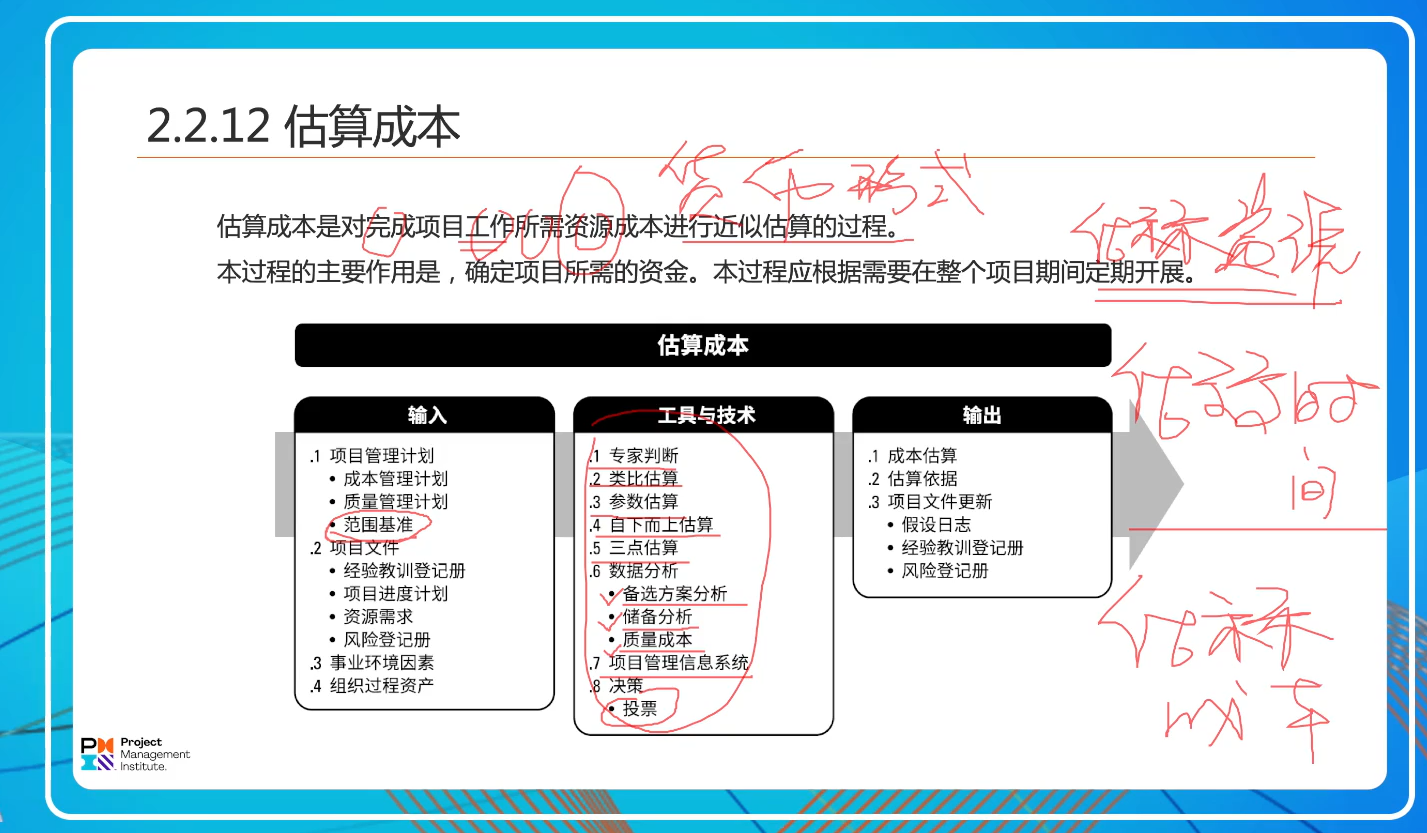 2.2.12 估算成本
货币形式
估算成本是对完成项目工作所需资源成本进行近似估算的过程。
估算资源
本过程的主要作用是，确定项目所需的资金。本过程应根据需要在整个项目期间定期开展。
估算成本
输入
.1 项目管理计划
• 成本管理计划
• 质量管理计划
• 范围基准
.2 项目文件
• 经验教训登记册
• 项目进度计划
• 资源需求
• 风险登记册
.3 事业环境因素
.4 组织过程资产
工具与技术
.1 专家判断
.2 类比估算
.3 参数估算
.4 自下而上估算
.5 三点估算
.6 数据分析
• 备选方案分析
• 储备分析
• 质量成本
.7 项目管理信息系统
.8 决策
• 投票
输出
.1 成本估算
.2 估算依据
.3 项目文件更新
• 假设日志
• 经验教训登记册
• 风险登记册
估算时
间
估算
Project
Management
Institute.